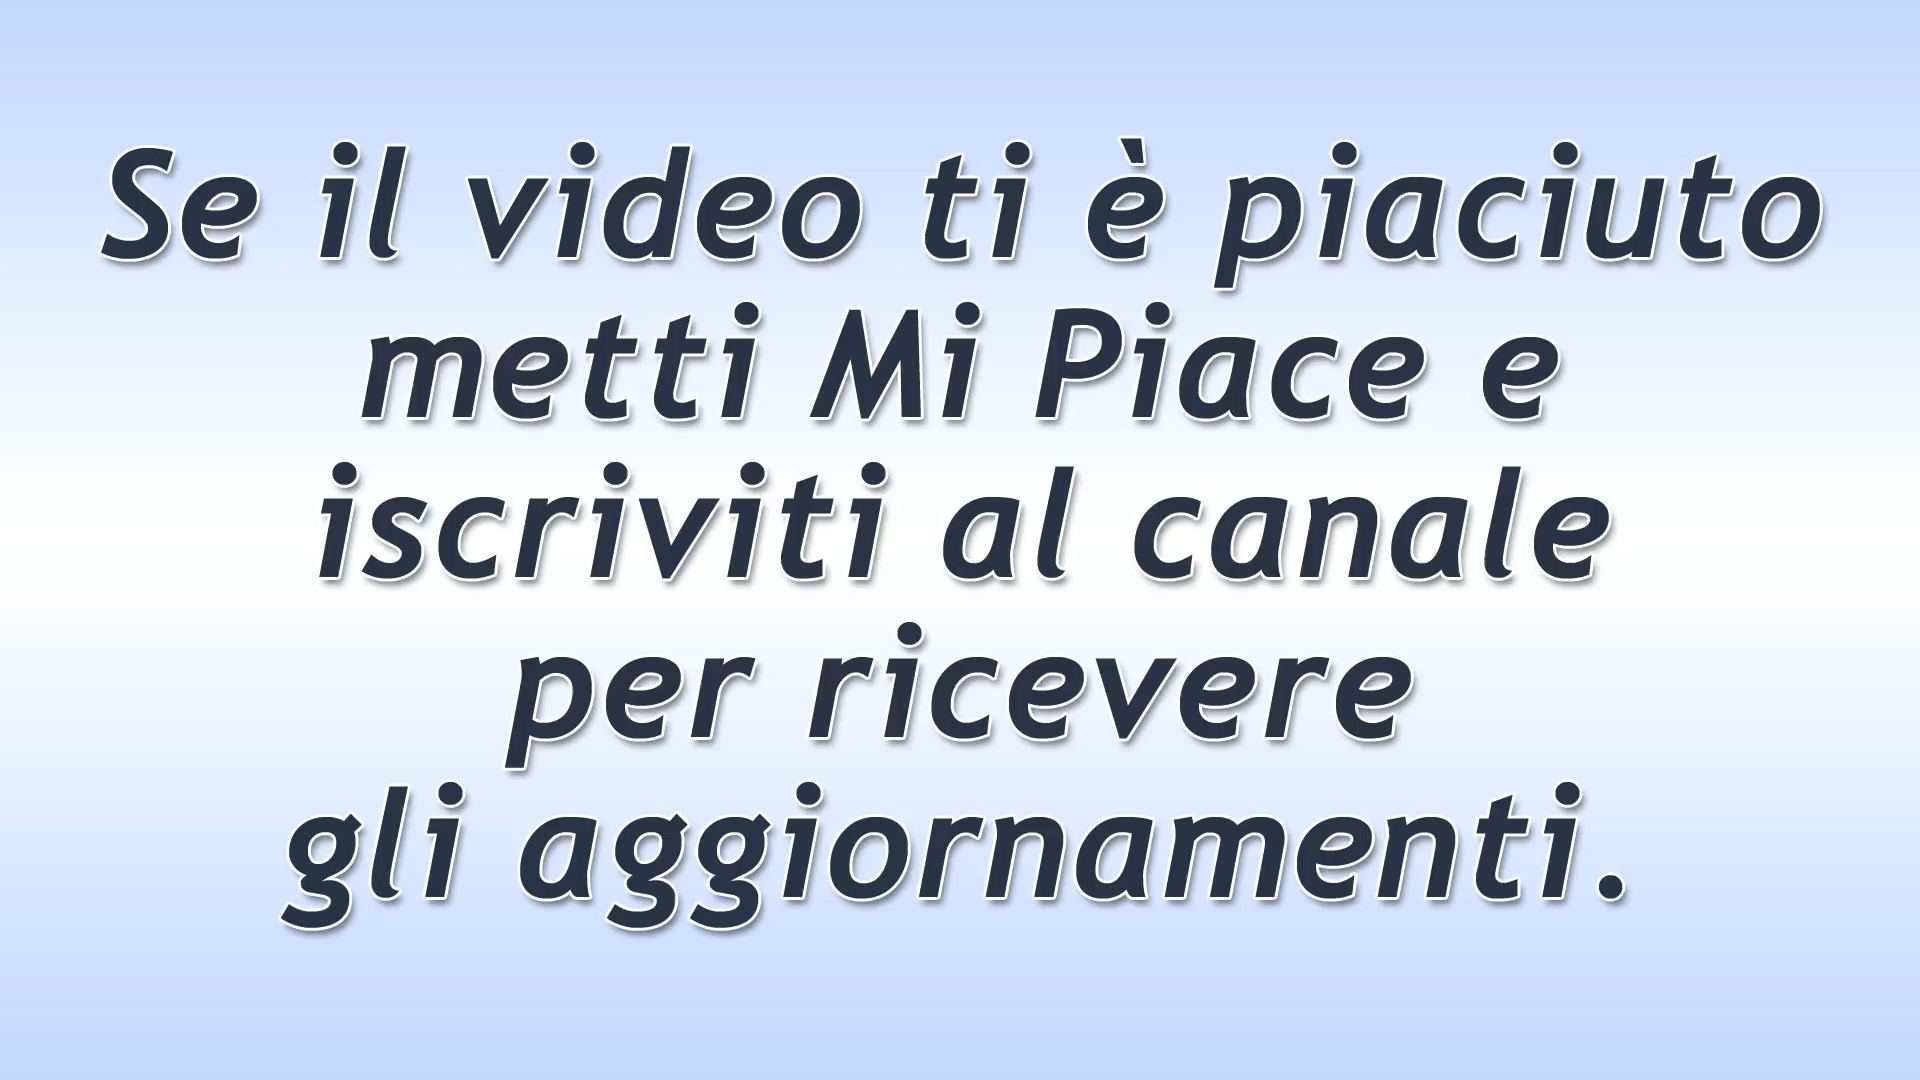 Se il video ti è piaciuto
metti Mi Piace e
iscriviti al canale
per ricevere
gli aggiornamenti.